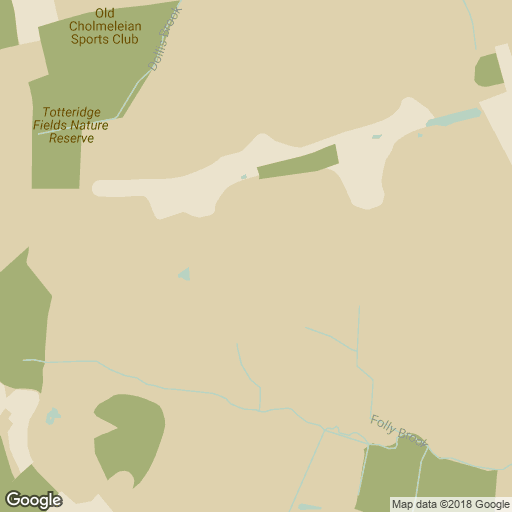 Old
Cholmeleian
Sports Club
Dollis Brook
Totteridge
Fields Nature
Reserve
Folly Brook
Google
Map data ©2018 Google